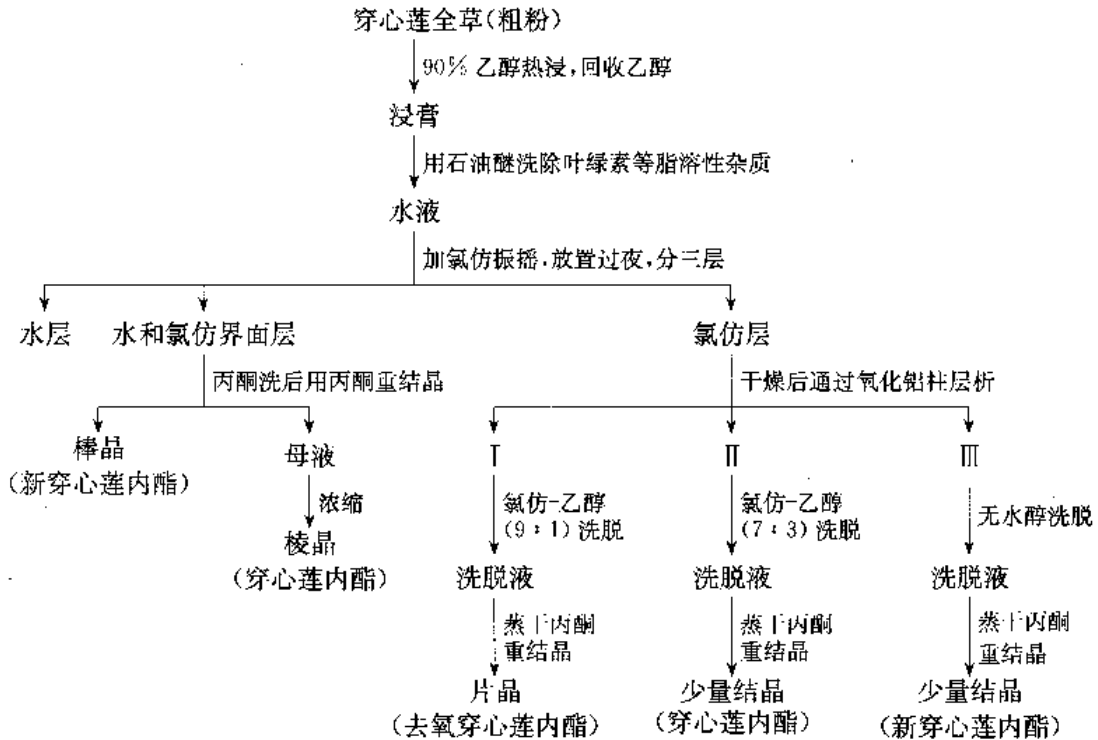 穿心莲全草(粗粉)
90% 乙醇热浸,回收乙醇
浸膏
用石油醚洗除叶绿素等脂溶性杂质
水液
加氯仿振摇,放置过夜,分三层
水层 水和氯仿界面层 氯仿层
丙酮洗后用丙酮重结晶 干燥后通过氧化铝柱层析
棒晶 母液 Ⅰ Ⅱ Ⅲ
(新穿心莲内酯)
浓缩 氯仿-乙醇 氯仿-乙醇 无水醇洗脱
(9:1)洗脱 (7:3)洗脱
棱晶 洗脱液 洗脱液 洗脱液
(穿心莲内酯)
蒸干丙酮 蒸干丙酮 蒸干丙酮
重结晶 重结晶 重结晶
片晶 少量结晶 少量结晶
(去氧穿心莲内酯) (穿心莲内酯) (新穿心莲内酯)